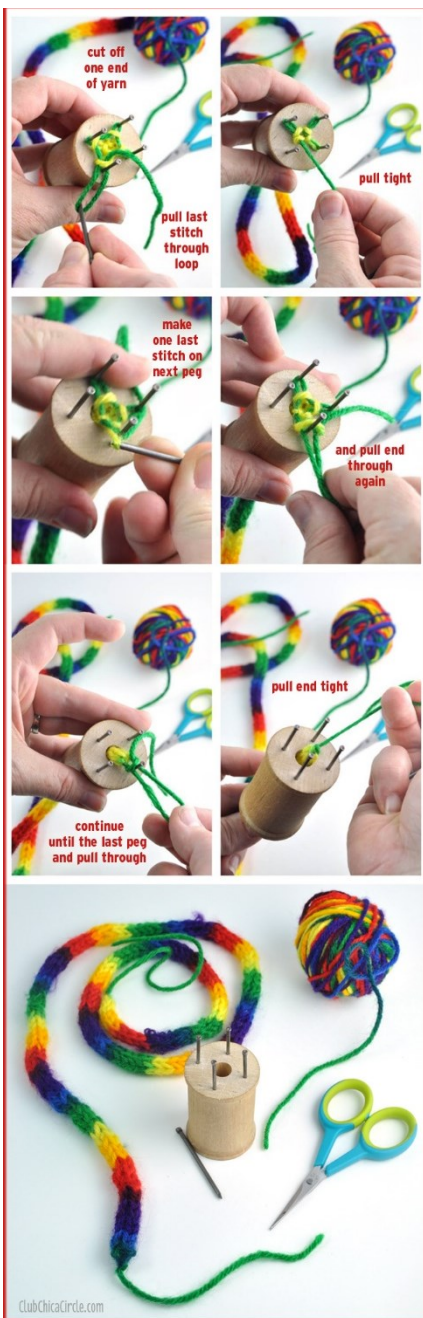 cut off
one end
of yarn
pull last
stitch
through
loop
pull tight
make
one last
stitch on
next peg
and pull end
through
again
continue
until the last peg
and pull through
pull end tight
ClubChicaCircle.com